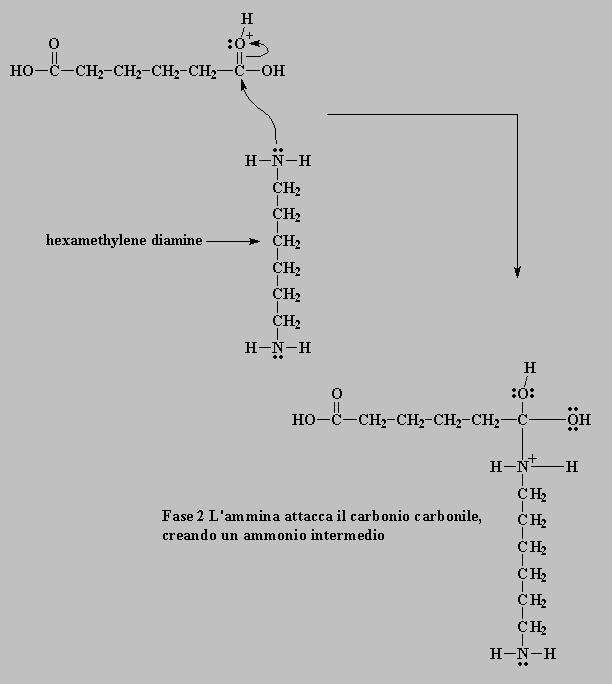 H
O +
O
HO–C–CH2–CH2–CH2–CH2–C–OH
H–N–H
CH2
CH2
hexamethylene diamine CH2
CH2
CH2
CH2
H–N–H
H
O
O
HO–C–CH2–CH2–CH2–CH2–C–OH
H–N–H
+
CH2
CH2
Fase 2 L'ammina attacca il carbonio carbonile,
creando un ammonio intermedio
CH2
CH2
CH2
CH2
H–N–H